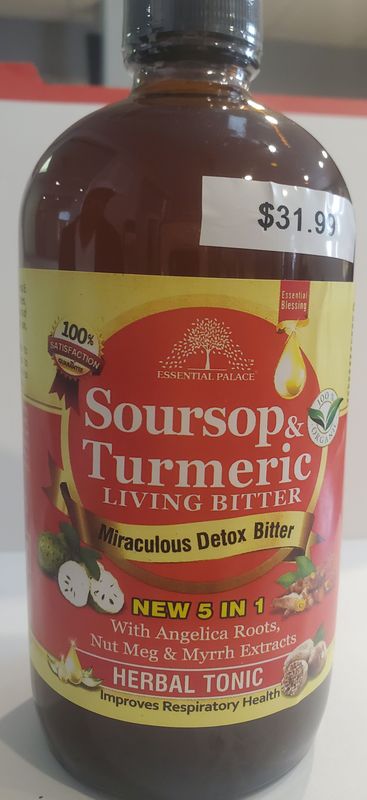 $31.99
Essential
Blessing
100%
SATISFACTION
GUARANTEE
ESSENTIAL PALACE
100%
ORGANIC
Soursop &
Turmeric
LIVING BITTER
Miraculous Detox Bitter
NEW 5 IN 1
With Angelica Roots,
Nut Meg & Myrrh Extracts
HERBAL TONIC
Improves Respiratory Health